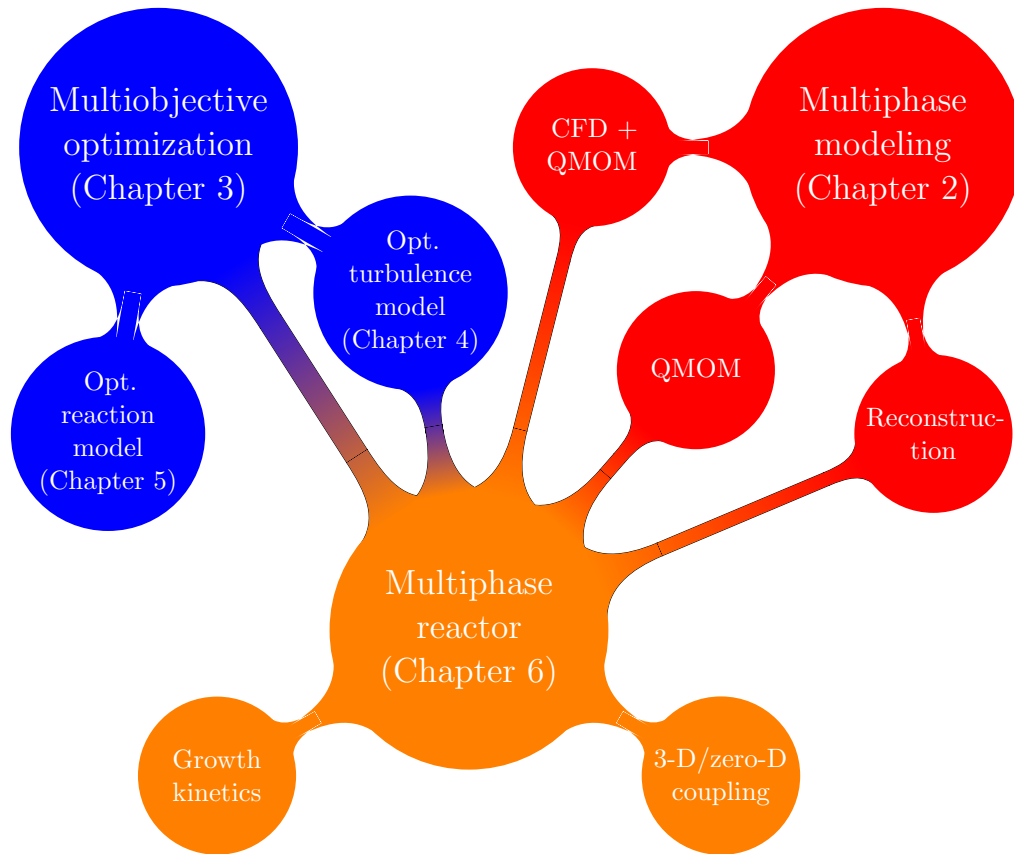 Multiobjective
optimization
(Chapter 3)
Opt.
turbulence
model
(Chapter 4)
Opt.
reaction
model
(Chapter 5)
CFD +
QMOM
Multiphase
modeling
(Chapter 2)
QMOM
Reconstruc-
tion
Multiphase
reactor
(Chapter 6)
Growth
kinetics
3-D/zero-D
coupling